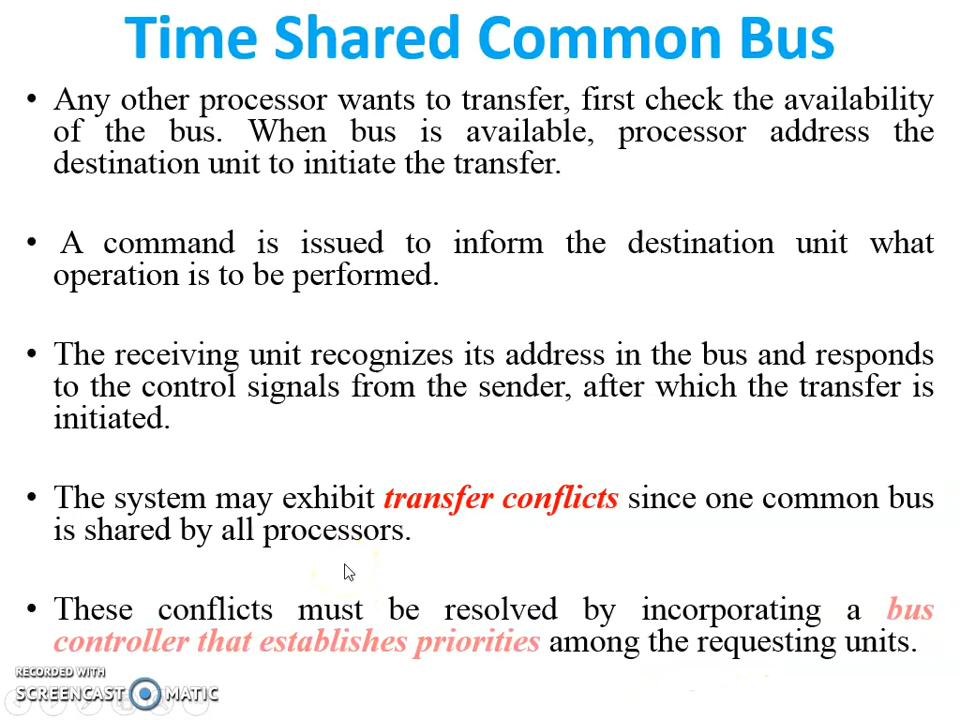 Time Shared Common Bus
• Any other processor wants to transfer, first check the availability
of the bus. When bus is available, processor address the
destination unit to initiate the transfer.
• A command is issued to inform the destination unit what
operation is to be performed.
• The receiving unit recognizes its address in the bus and responds
to the control signals from the sender, after which the transfer is
initiated.
• The system may exhibit transfer conflicts since one common bus
is shared by all processors.
• These conflicts must be resolved by incorporating a bus
controller that establishes priorities among the requesting units.
RECORDED WITH
SCREENCAST MATIC